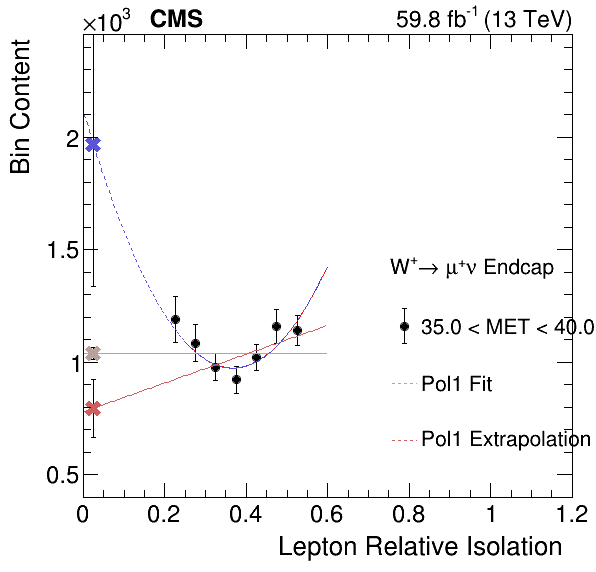 ×10³ CMS 59.8 fb⁻¹ (13 TeV)
Bin Content
2
1.5
1
0.5
W⁺→ μ⁺ν Endcap
35.0 < MET < 40.0
Pol1 Fit
Pol1 Extrapolation
0 0.2 0.4 0.6 0.8 1 1.2
Lepton Relative Isolation